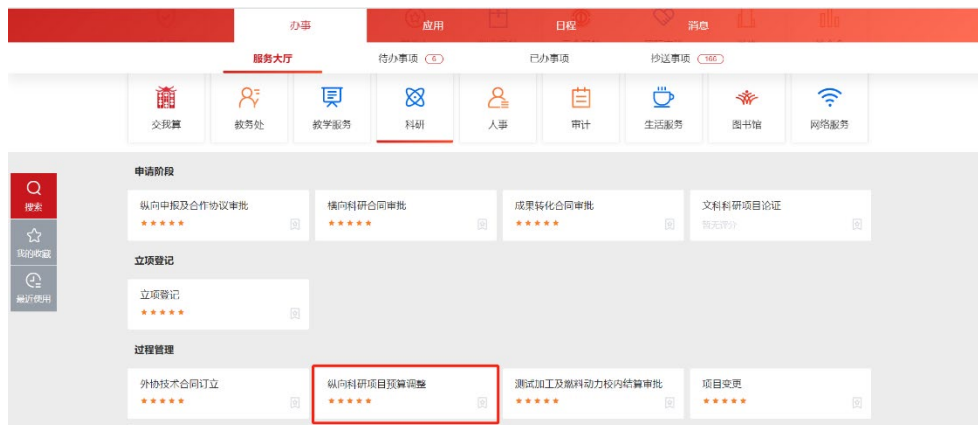 办事 应用 日程 消息
服务大厅 待办事项 6 已办事项 抄送事项 166
交我算 教务处 教学服务 科研 人事 审计 生活服务 图书馆 网络服务
申请阶段
搜索
纵向申报及合作协议审批 横向科研合同审批 成果转化合同审批 文科科研项目论证
暂无评分
我的收藏
立项登记
最近使用
立项登记
过程管理
外协技术合同订立 纵向科研项目预算调整 测试加工及燃料动力校内结算审批 项目变更